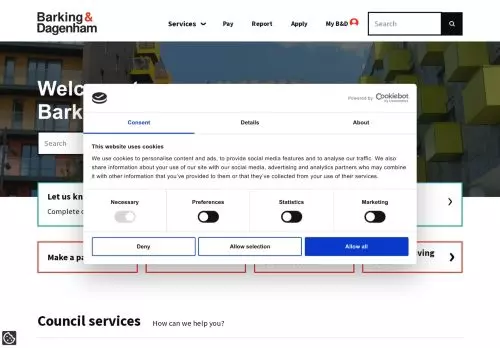 Barking &
Dagenham
Services
Pay
Report
Apply
My B&D
Search
Welc
Bark
Search
Powered by Cookiebot
Consent
Details
About
This website uses cookies
We use cookies to personalise content and ads, to provide social media features and to analyse our traffic. We also
share information about your use of our site with our social media, advertising and analytics partners who may combine
it with other information that you've provided to them or that they've collected from your use of their services.
Necessary
Preferences
Statistics
Marketing
Deny
Allow selection
Allow all
Let us kn
Complete
Make a pa
ving
Council services
How can we help you?